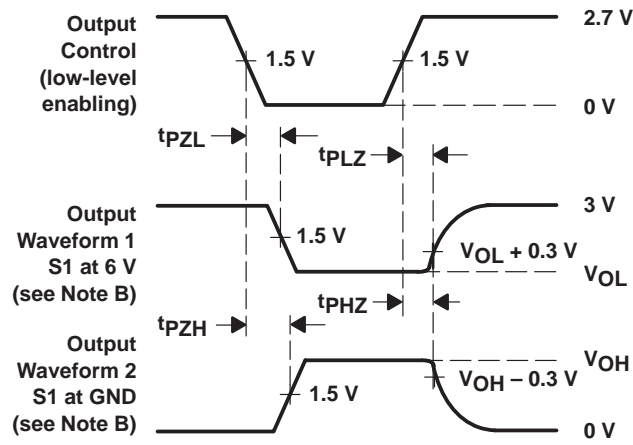 Output
Control
(low-level
enabling)
1.5 V
1.5 V
2.7 V
0 V
tPZL
tPLZ
Output
Waveform 1
S1 at 6 V
(see Note B)
1.5 V
3 V
VOL + 0.3 V
VOL
tPZH
tPHZ
Output
Waveform 2
S1 at GND
(see Note B)
1.5 V
VOH
VOH – 0.3 V
0 V